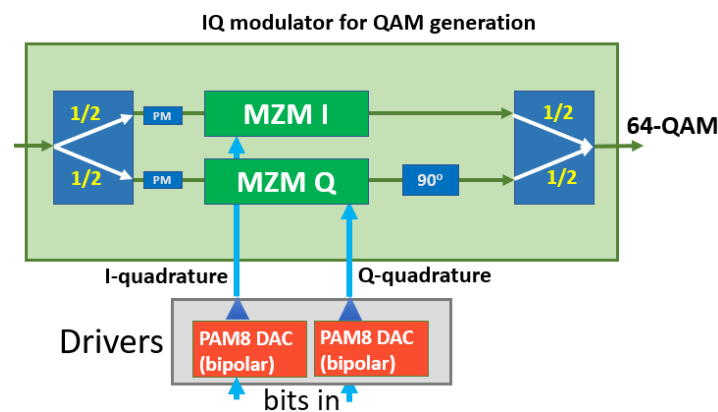 IQ modulator for QAM generation
1/2
PM
MZM I
1/2
64-QAM
1/2
PM
MZM Q
90º
1/2
I-quadrature
Q-quadrature
Drivers
PAM8 DAC
(bipolar)
PAM8 DAC
(bipolar)
bits in